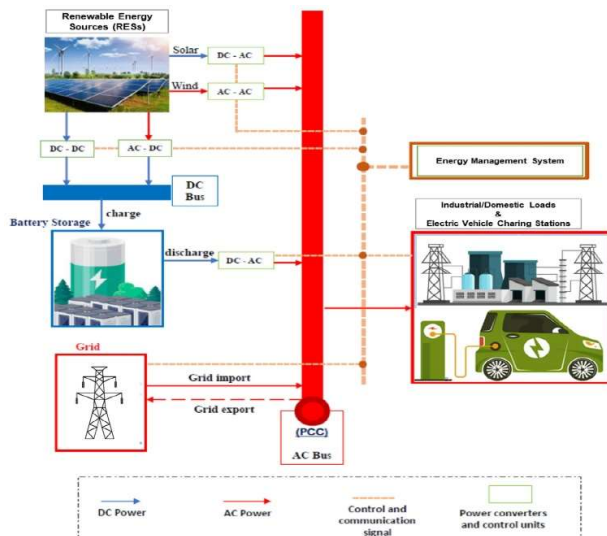 Renewable Energy
Sources (RESs)
Solar
DC - AC
Wind
AC - AC
DC - DC
AC - DC
Energy Management System
DC
Bus
charge
Battery Storage
Industrial/Domestic Loads
&
Electric Vehicle Charing Stations
discharge
DC - AC
Grid
Grid import
Grid export
(PCC)
AC Bus
DC Power
AC Power
Control and
communication
signal
Power converters
and control units